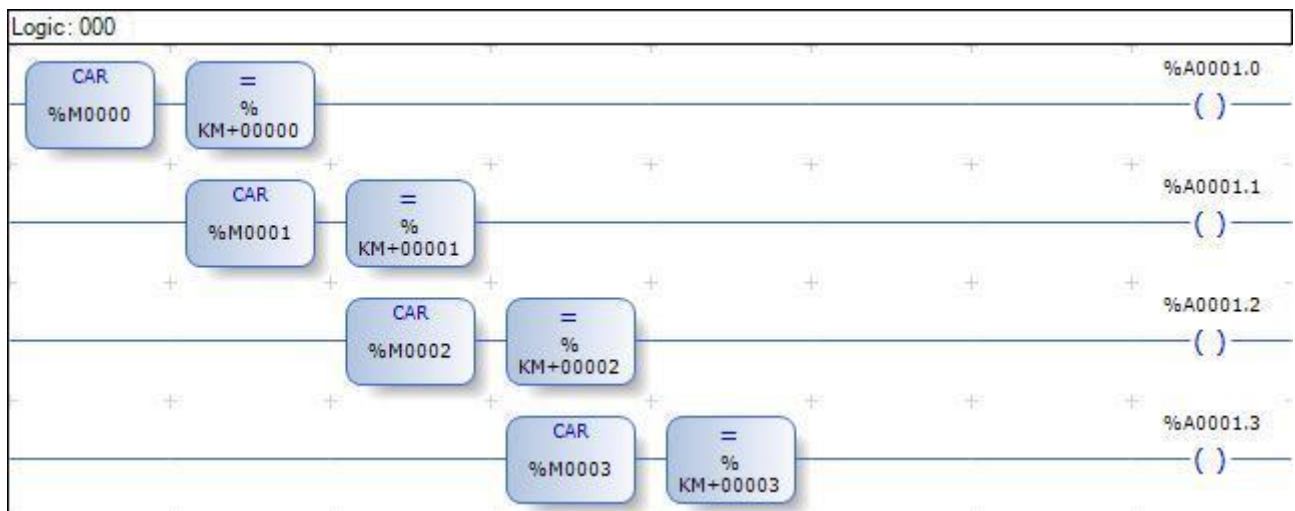 Logic: 000
CAR
%M0000
=
%
KM+00000
%A0001.0
( )
CAR
%M0001
=
%
KM+00001
%A0001.1
( )
CAR
%M0002
=
%
KM+00002
%A0001.2
( )
CAR
%M0003
=
%
KM+00003
%A0001.3
( )